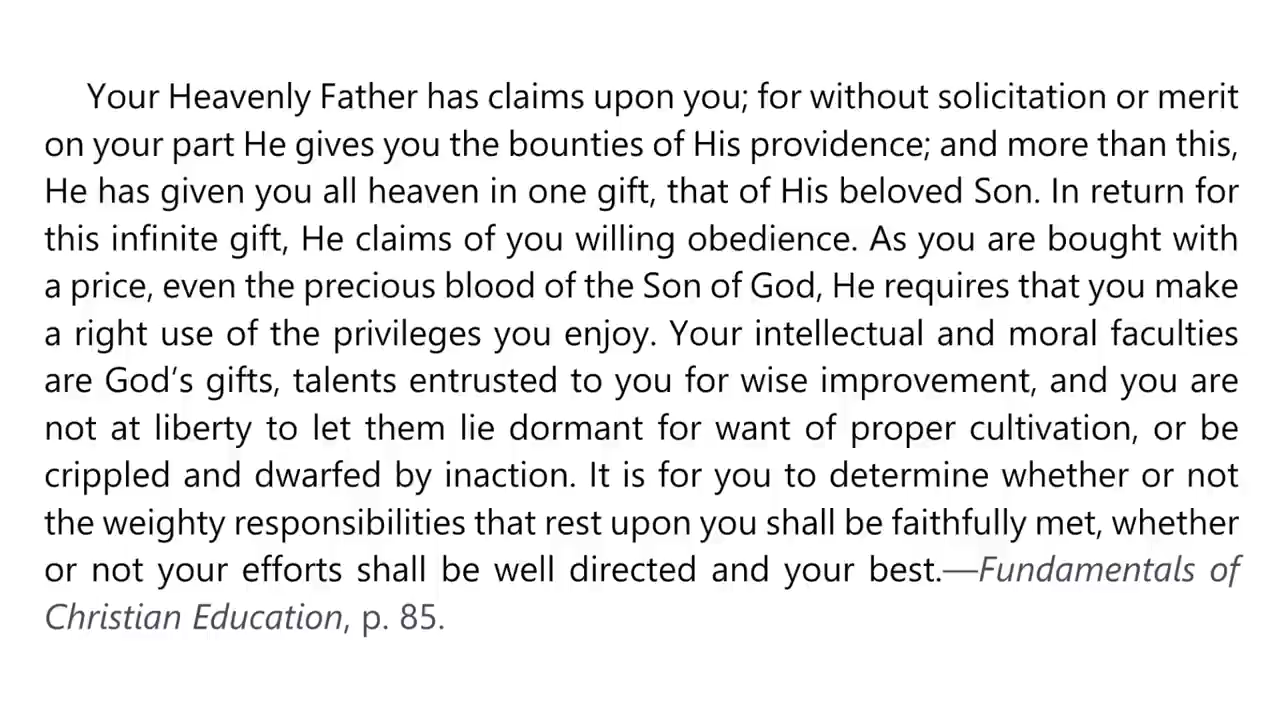 Your Heavenly Father has claims upon you; for without solicitation or merit
on your part He gives you the bounties of His providence; and more than this,
He has given you all heaven in one gift, that of His beloved Son. In return for
this infinite gift, He claims of you willing obedience. As you are bought with
a price, even the precious blood of the Son of God, He requires that you make
a right use of the privileges you enjoy. Your intellectual and moral faculties
are God‘s gifts, talents entrusted to you for wise improvement, and you are
not at liberty to let them lie dormant for want of proper cultivation, or be
crippled and dwarfed by inaction. It is for you to determine whether or not
the weighty responsibilities that rest upon you shall be faithfully met, whether
or not your efforts shall be well directed and your best.—Fundamentals of
Christian Education, p. 85.